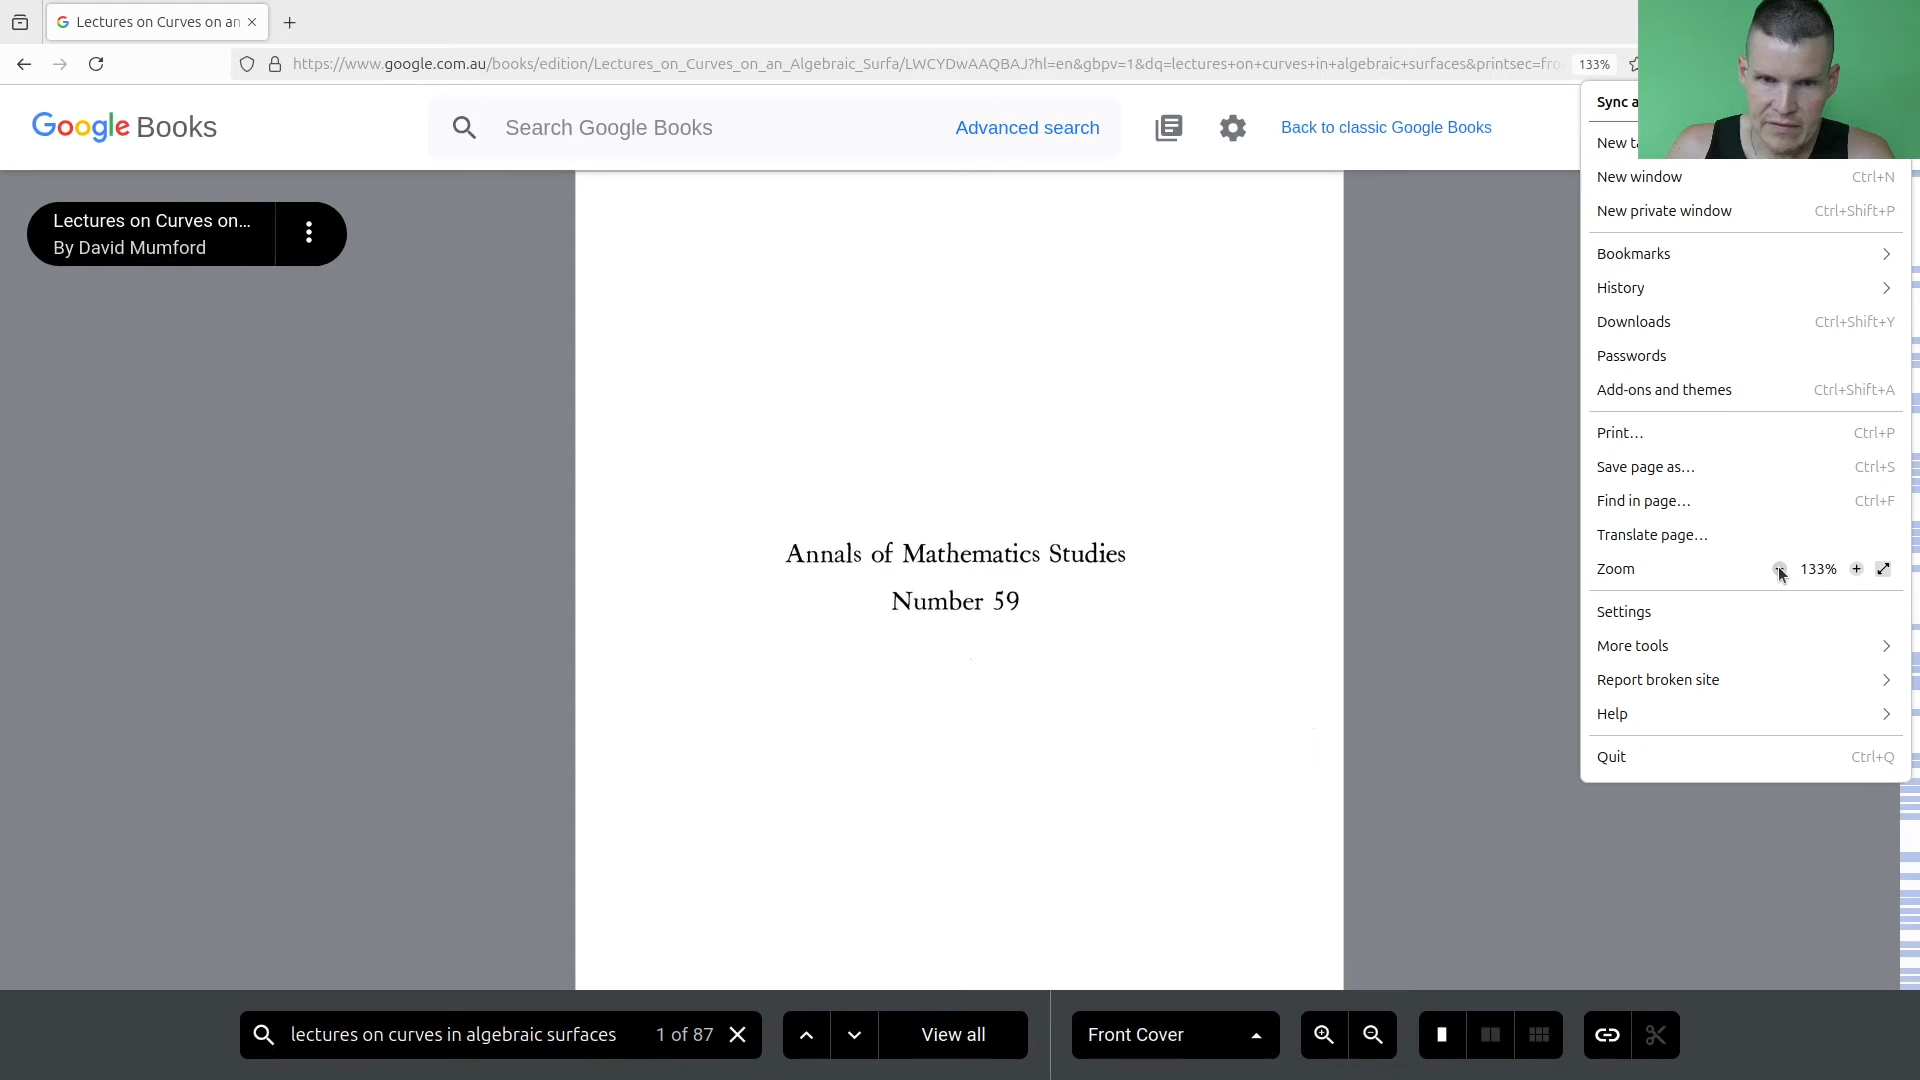 Lectures on Curves on an
https://www.google.com.au/books/edition/Lectures_on_Curves_on_an_Algebraic_Surfa/LWCYDwAAQBAJ?hl=en&gbpv=1&dq=lectures+on+curves+in+algebraic+surfaces&printsec=fro
133%
Google Books
Search Google Books
Advanced search
Back to classic Google Books
Lectures on Curves on...
By David Mumford
Annals of Mathematics Studies
Number 59
Sync a
New ta
New window Ctrl+N
New private window Ctrl+Shift+P
Bookmarks
History
Downloads Ctrl+Shift+Y
Passwords
Add-ons and themes Ctrl+Shift+A
Print... Ctrl+P
Save page as... Ctrl+S
Find in page... Ctrl+F
Translate page...
Zoom 133%
Settings
More tools
Report broken site
Help
Quit Ctrl+Q
lectures on curves in algebraic surfaces 1 of 87
View all
Front Cover